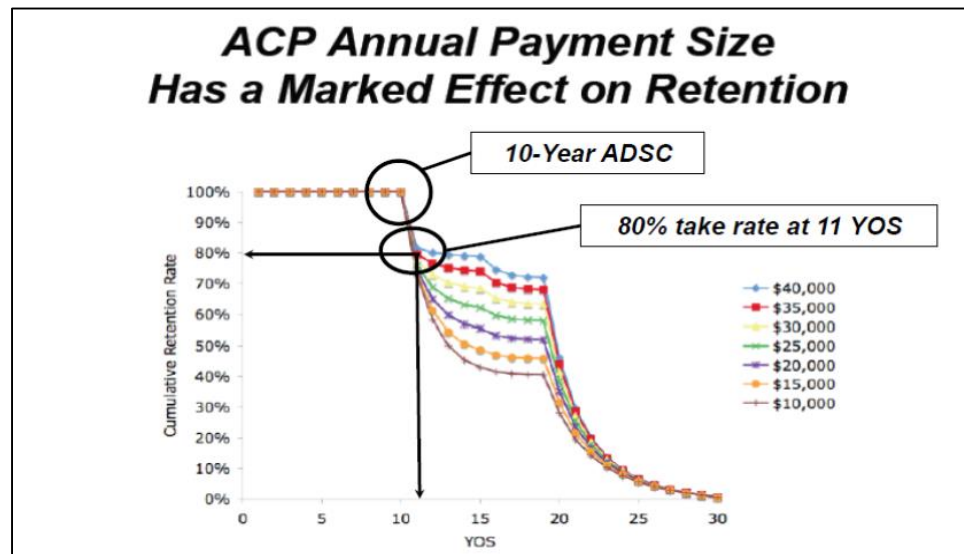 ACP Annual Payment Size
Has a Marked Effect on Retention
10-Year ADSC
80% take rate at 11 YOS
100%
90%
80%
70%
60%
50%
40%
30%
20%
10%
0%
Cumulative Retention Rate
0 5 10 15 20 25 30
YOS
$40,000
$35,000
$30,000
$25,000
$20,000
$15,000
$10,000